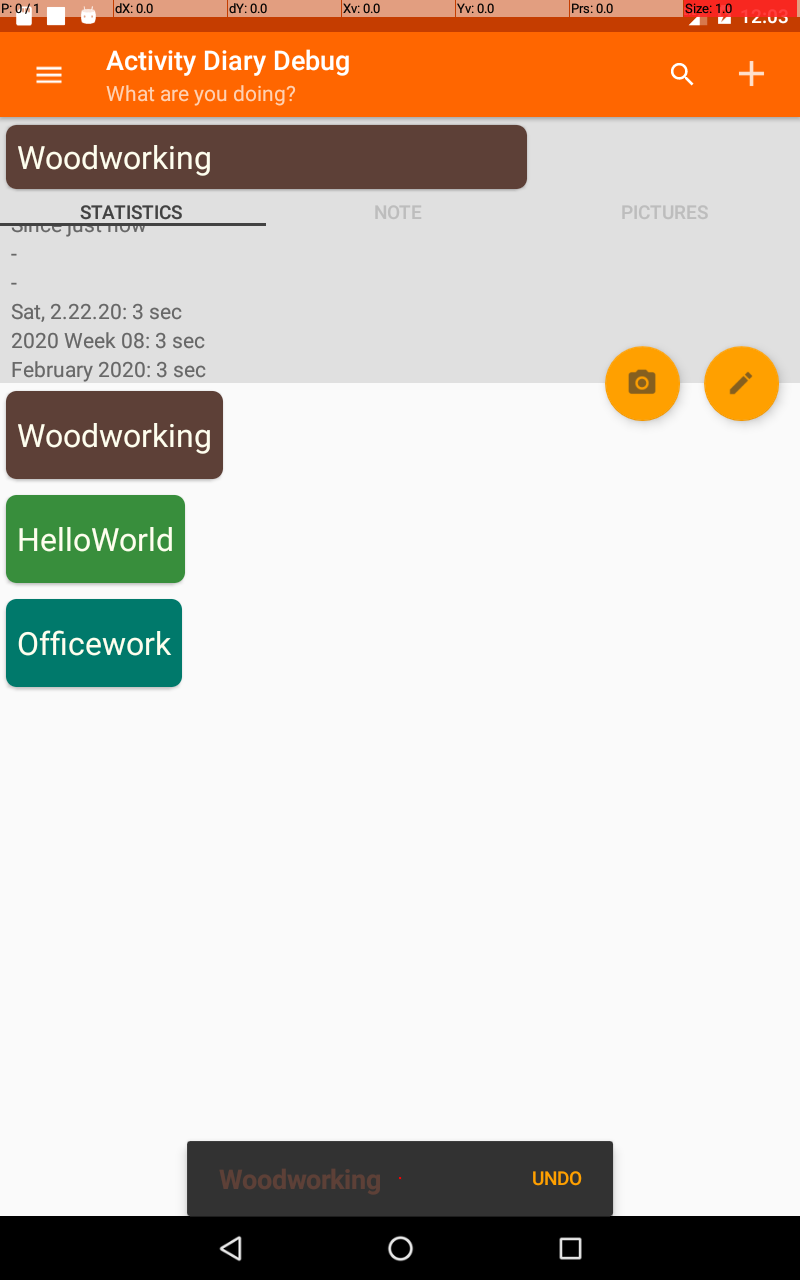 P: 0 / 1 dX: 0.0 dY: 0.0 Xv: 0.0 Yv: 0.0 Prs: 0.0 Size: 1.0
12:03
Activity Diary Debug
What are you doing?
Woodworking
STATISTICS NOTE PICTURES
Since just now
-
-
Sat, 2.22.20: 3 sec
2020 Week 08: 3 sec
February 2020: 3 sec
Woodworking
HelloWorld
Officework
Woodworking UNDO